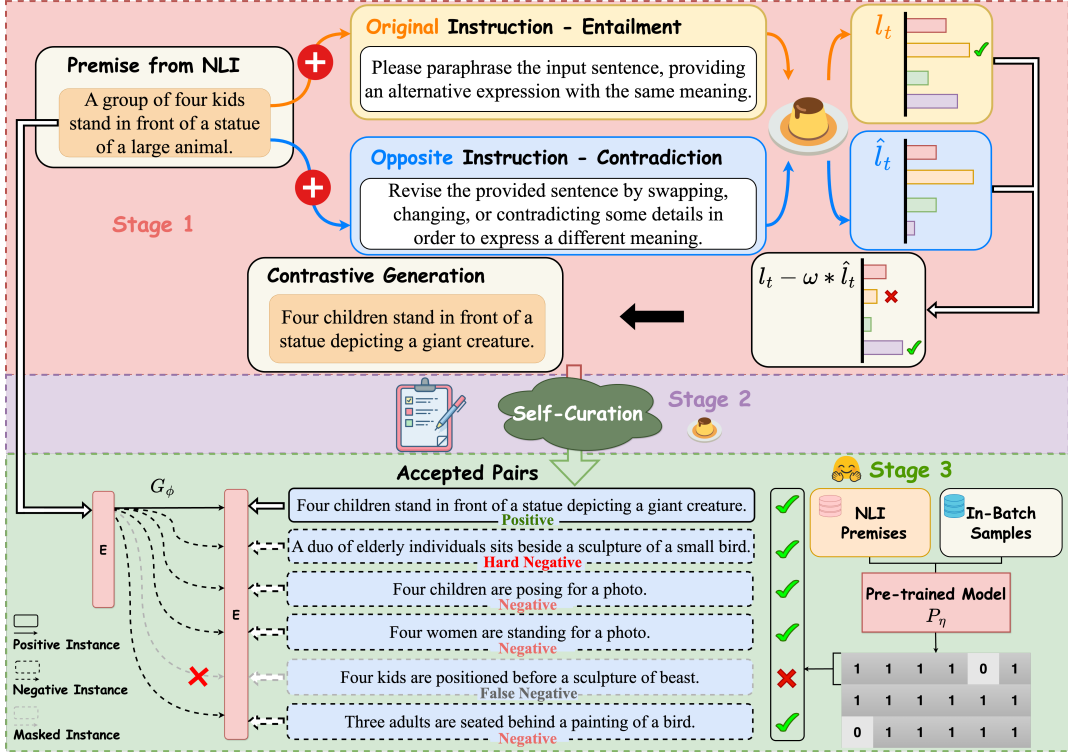 Premise from NLI
A group of four kids
stand in front of a statue
of a large animal.
Original Instruction - Entailment
Please paraphrase the input sentence, providing
an alternative expression with the same meaning.
Opposite Instruction - Contradiction
Revise the provided sentence by swapping,
changing, or contradicting some details in
order to express a different meaning.
l_t
\hat{l}_t
Stage 1
Contrastive Generation
Four children stand in front of a
statue depicting a giant creature.
l_t − ω * \hat{l}_t
Self-Curation
Stage 2
Stage 3
Accepted Pairs
G_ϕ
E
E
Four children stand in front of a statue depicting a giant creature.
Positive
A duo of elderly individuals sits beside a sculpture of a small bird.
Hard Negative
Four children are posing for a photo.
Negative
Four women are standing for a photo.
Negative
Four kids are positioned before a sculpture of beast.
False Negative
Three adults are seated behind a painting of a bird.
Negative
Positive Instance
Negative Instance
Masked Instance
NLI
Premises
In-Batch
Samples
Pre-trained Model
P_η
1 1 1 1 0 1
1 1 1 1 1 1
0 1 1 1 1 1